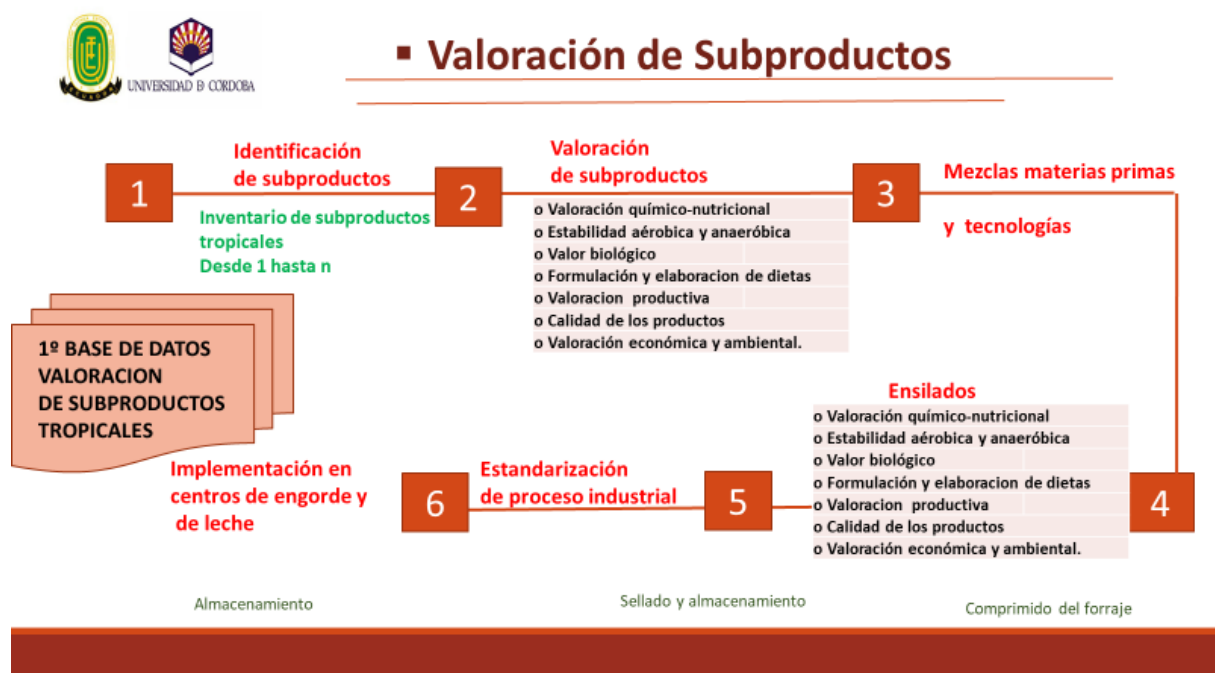 UNIVERSIDAD D CORDOBA
▪ Valoración de Subproductos
1
Identificación
de subproductos
Inventario de subproductos
tropicales
Desde 1 hasta n
2
Valoración
de subproductos
o Valoración químico-nutricional
o Estabilidad aérobica y anaeróbica
o Valor biológico
o Formulación y elaboracion de dietas
o Valoracion productiva
o Calidad de los productos
o Valoración económica y ambiental.
3
Mezclas materias primas
y tecnologías
1º BASE DE DATOS
VALORACION
DE SUBPRODUCTOS
TROPICALES
Ensilados
o Valoración químico-nutricional
o Estabilidad aérobica y anaeróbica
o Valor biológico
o Formulación y elaboracion de dietas
o Valoracion productiva
o Calidad de los productos
o Valoración económica y ambiental.
4
5
Estandarización
de proceso industrial
6
Implementación en
centros de engorde y
de leche
Almacenamiento
Sellado y almacenamiento
Comprimido del forraje